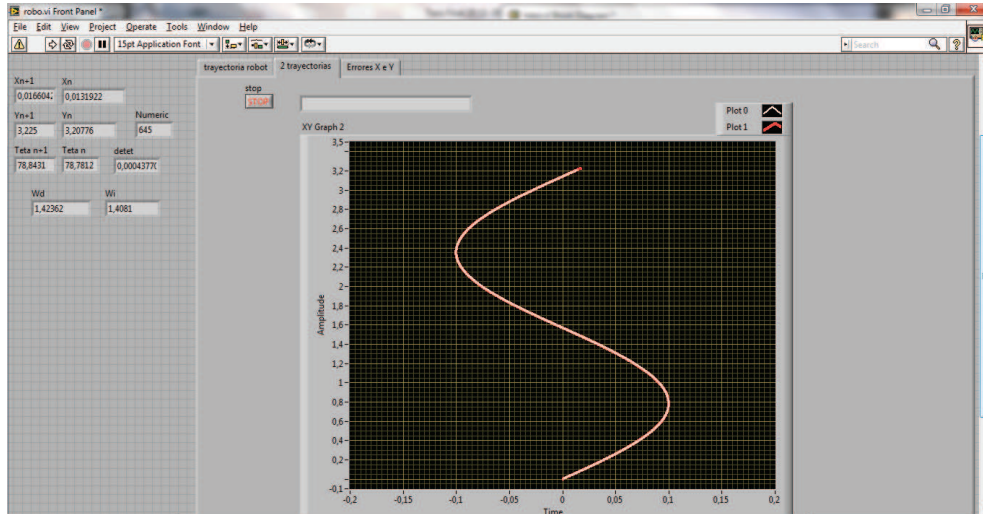 robo.vi Front Panel *
File Edit View Project Operate Tools Window Help
15pt Application Font
Search
trayectoria robot 2 trayectorias Errores X e Y
Xn+1 Xn
0,0131922
Yn+1 Yn Numeric
3,225 3,20776 645
Teta n+1 Teta n detet
78,8431 78,7812 0,0004377(
Wd Wi
1,42362 1,4081
stop
STOP
XY Graph 2
Plot 0
Plot 1
3,5
3,2
3
2,8
2,6
2,4
2,2
2
1,8
1,6
1,4
1,2
1
0,8
0,6
0,4
0,2
-0,1
Amplitude
-0,2 -0,15 -0,1 -0,05 0 0,05 0,1 0,15 0,2
Time